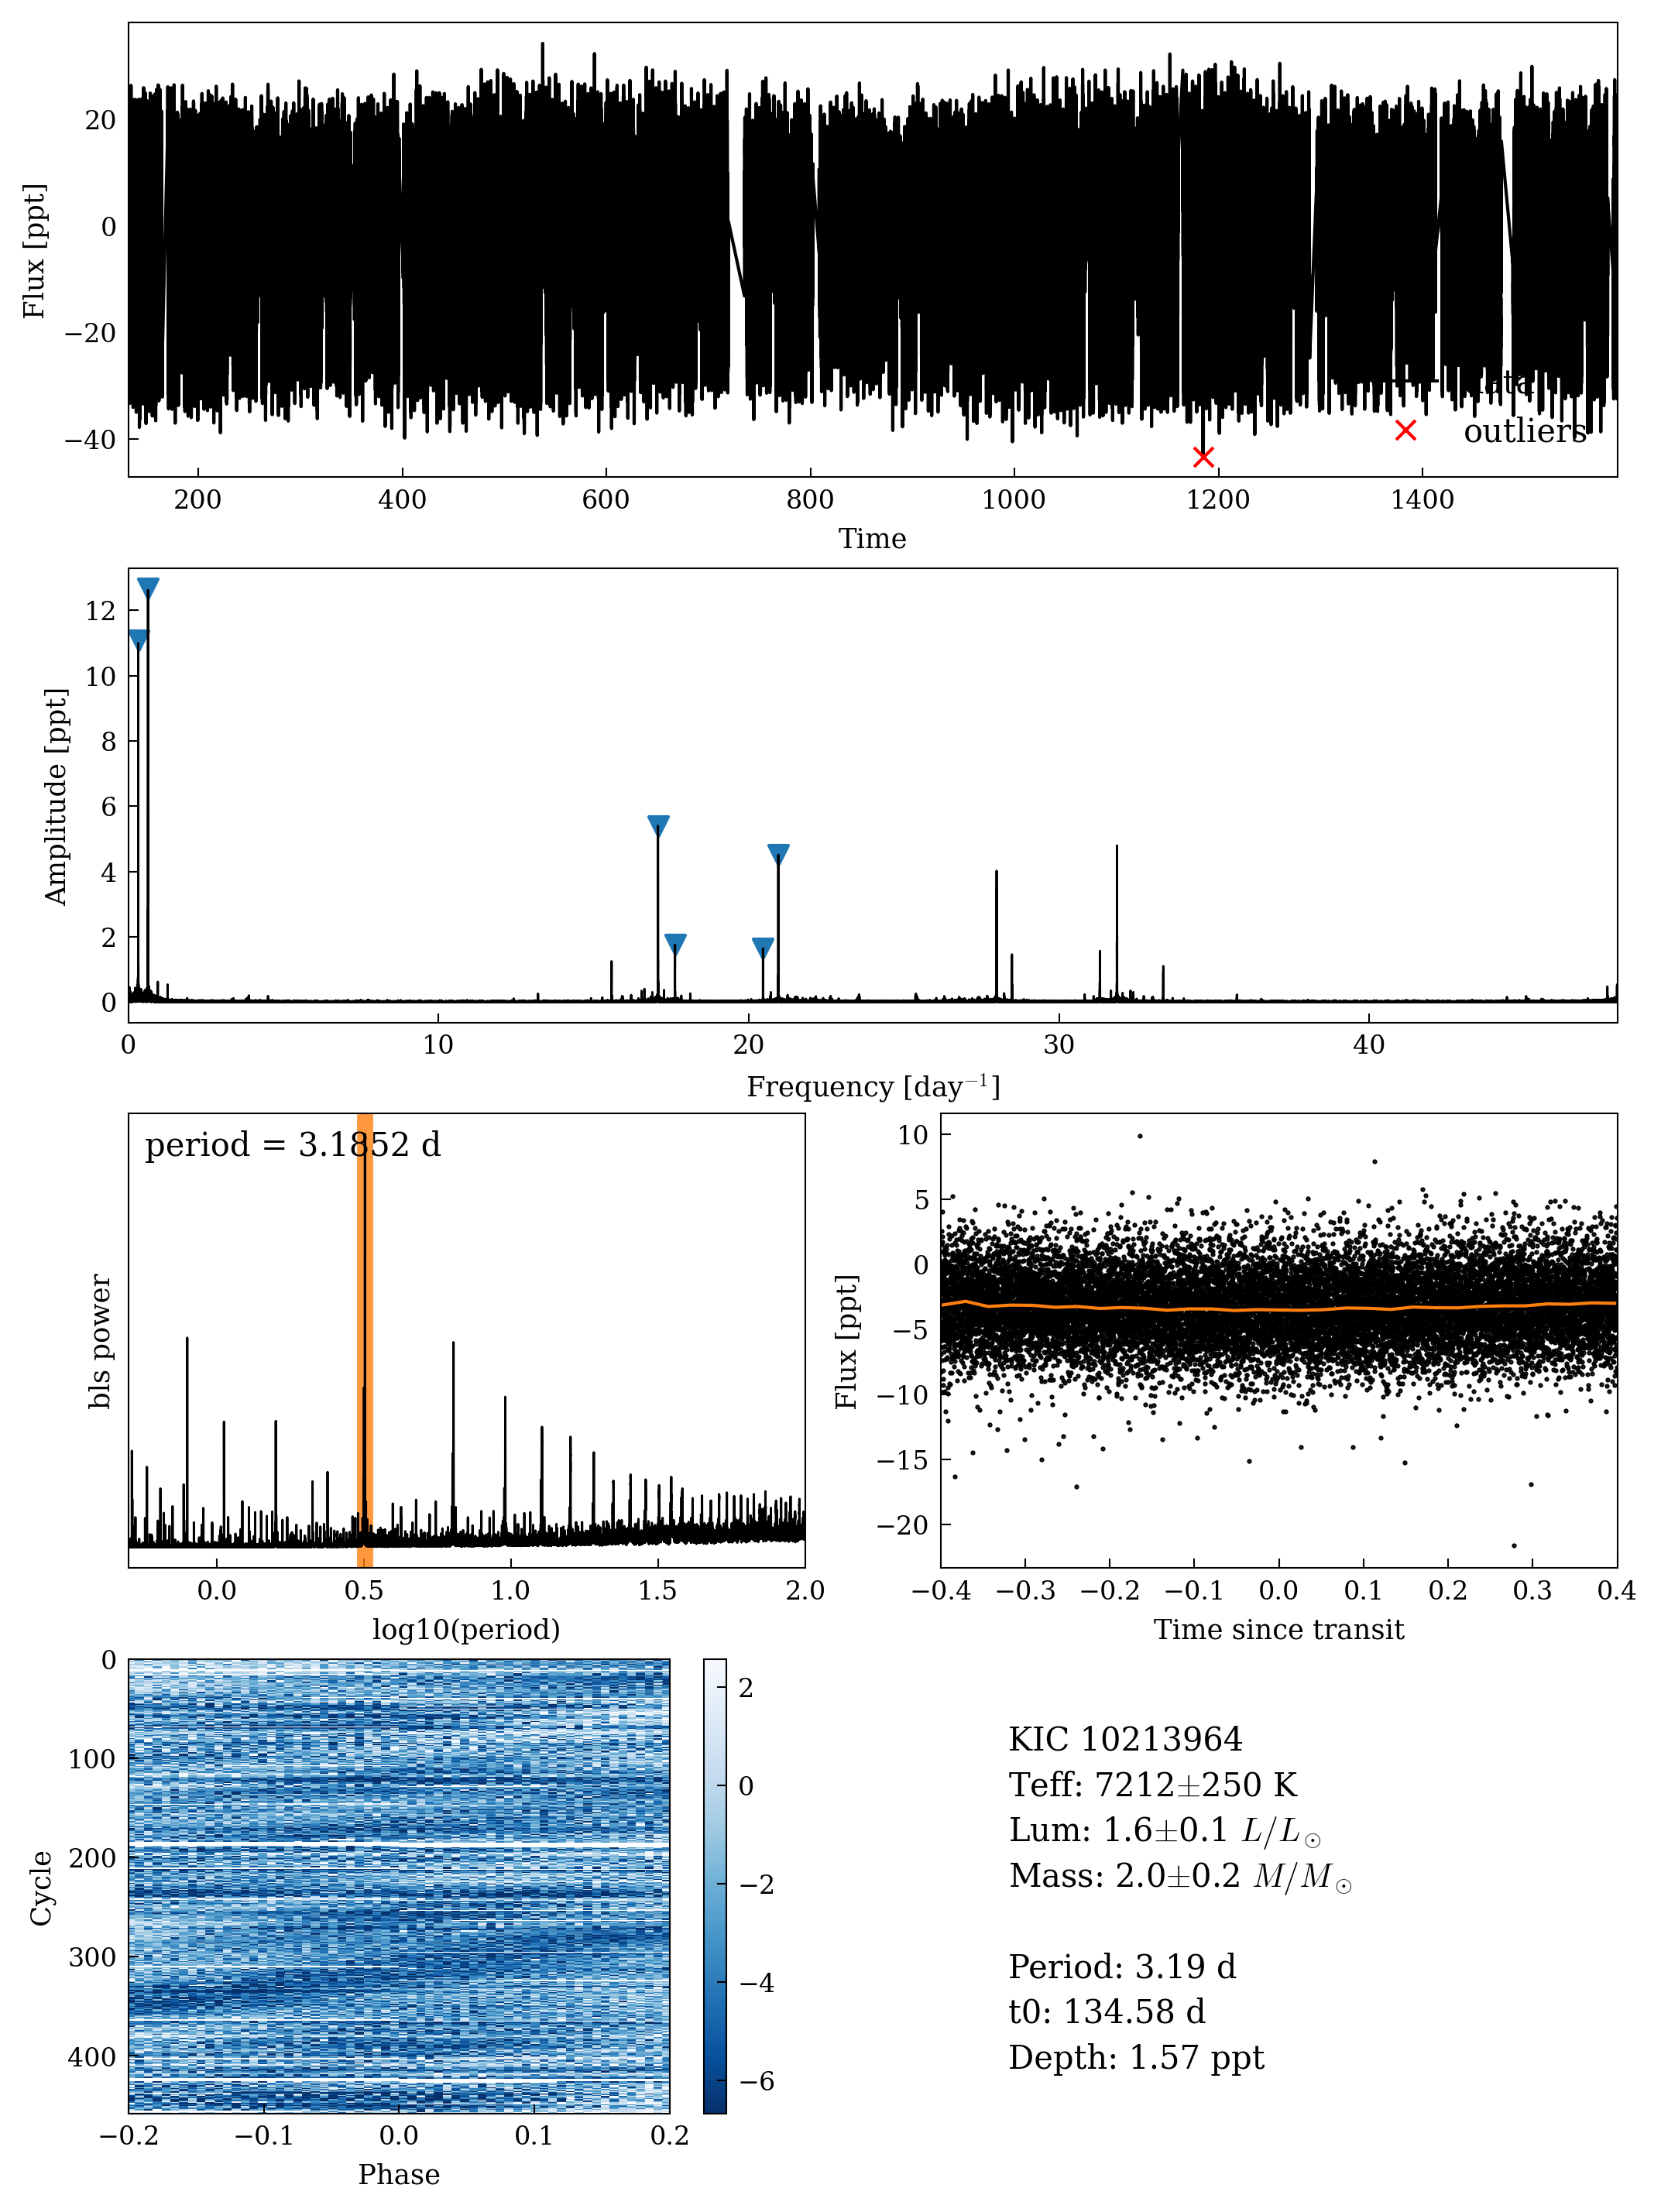 20
0
−20
−40
Flux [ppt]
outliers
200 400 600 800 1000 1200 1400
Time
12
10
8
6
4
2
0
Amplitude [ppt]
0 10 20 30 40
Frequency [day⁻¹]
period = 3.1852 d
bls power
0.0 0.5 1.0 1.5 2.0
log10(period)
10
5
0
−5
−10
−15
−20
Flux [ppt]
−0.4 −0.3 −0.2 −0.1 0.0 0.1 0.2 0.3 0.4
Time since transit
0
100
200
300
400
Cycle
−0.2 −0.1 0.0 0.1 0.2
Phase
2
0
−2
−4
−6
KIC 10213964
Teff: 7212±250 K
Lum: 1.6±0.1 L/L⊙
Mass: 2.0±0.2 M/M⊙
Period: 3.19 d
t0: 134.58 d
Depth: 1.57 ppt